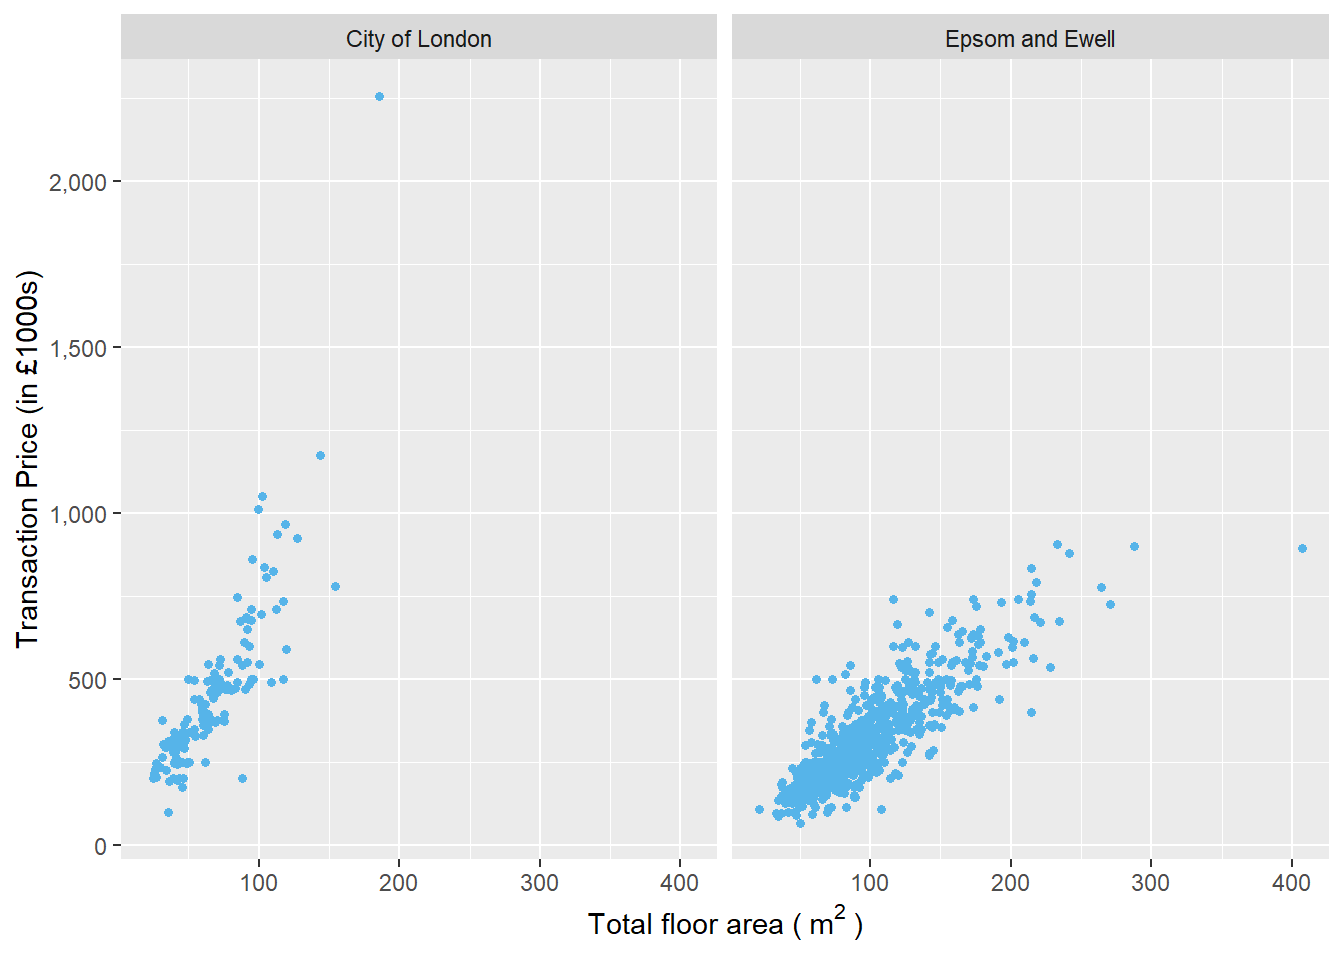 City of London
Epsom and Ewell
Transaction Price (in £1000s)
2,000
1,500
1,000
500
0
100 200 300 400
100 200 300 400
Total floor area ( m² )